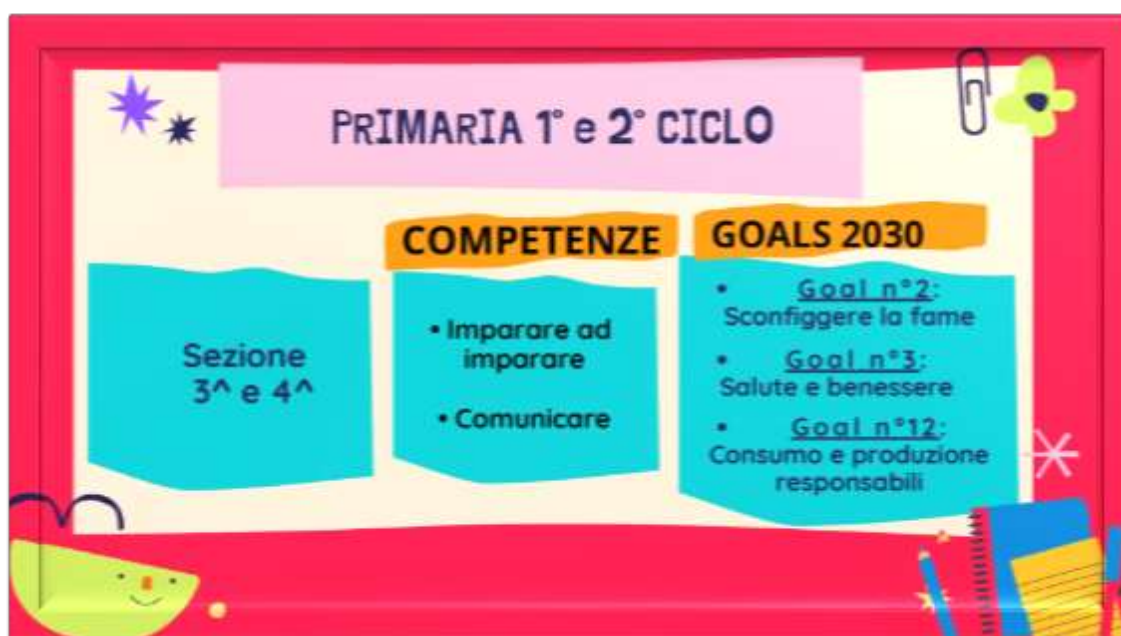 PRIMARIA 1° e 2° CICLO
COMPETENZE
GOALS 2030
Sezione
3^ e 4^
• Imparare ad
imparare
• Comunicare
• Goal n°2:
Sconfiggere la fame
• Goal n°3:
Salute e benessere
• Goal n°12:
Consumo e produzione
responsabili